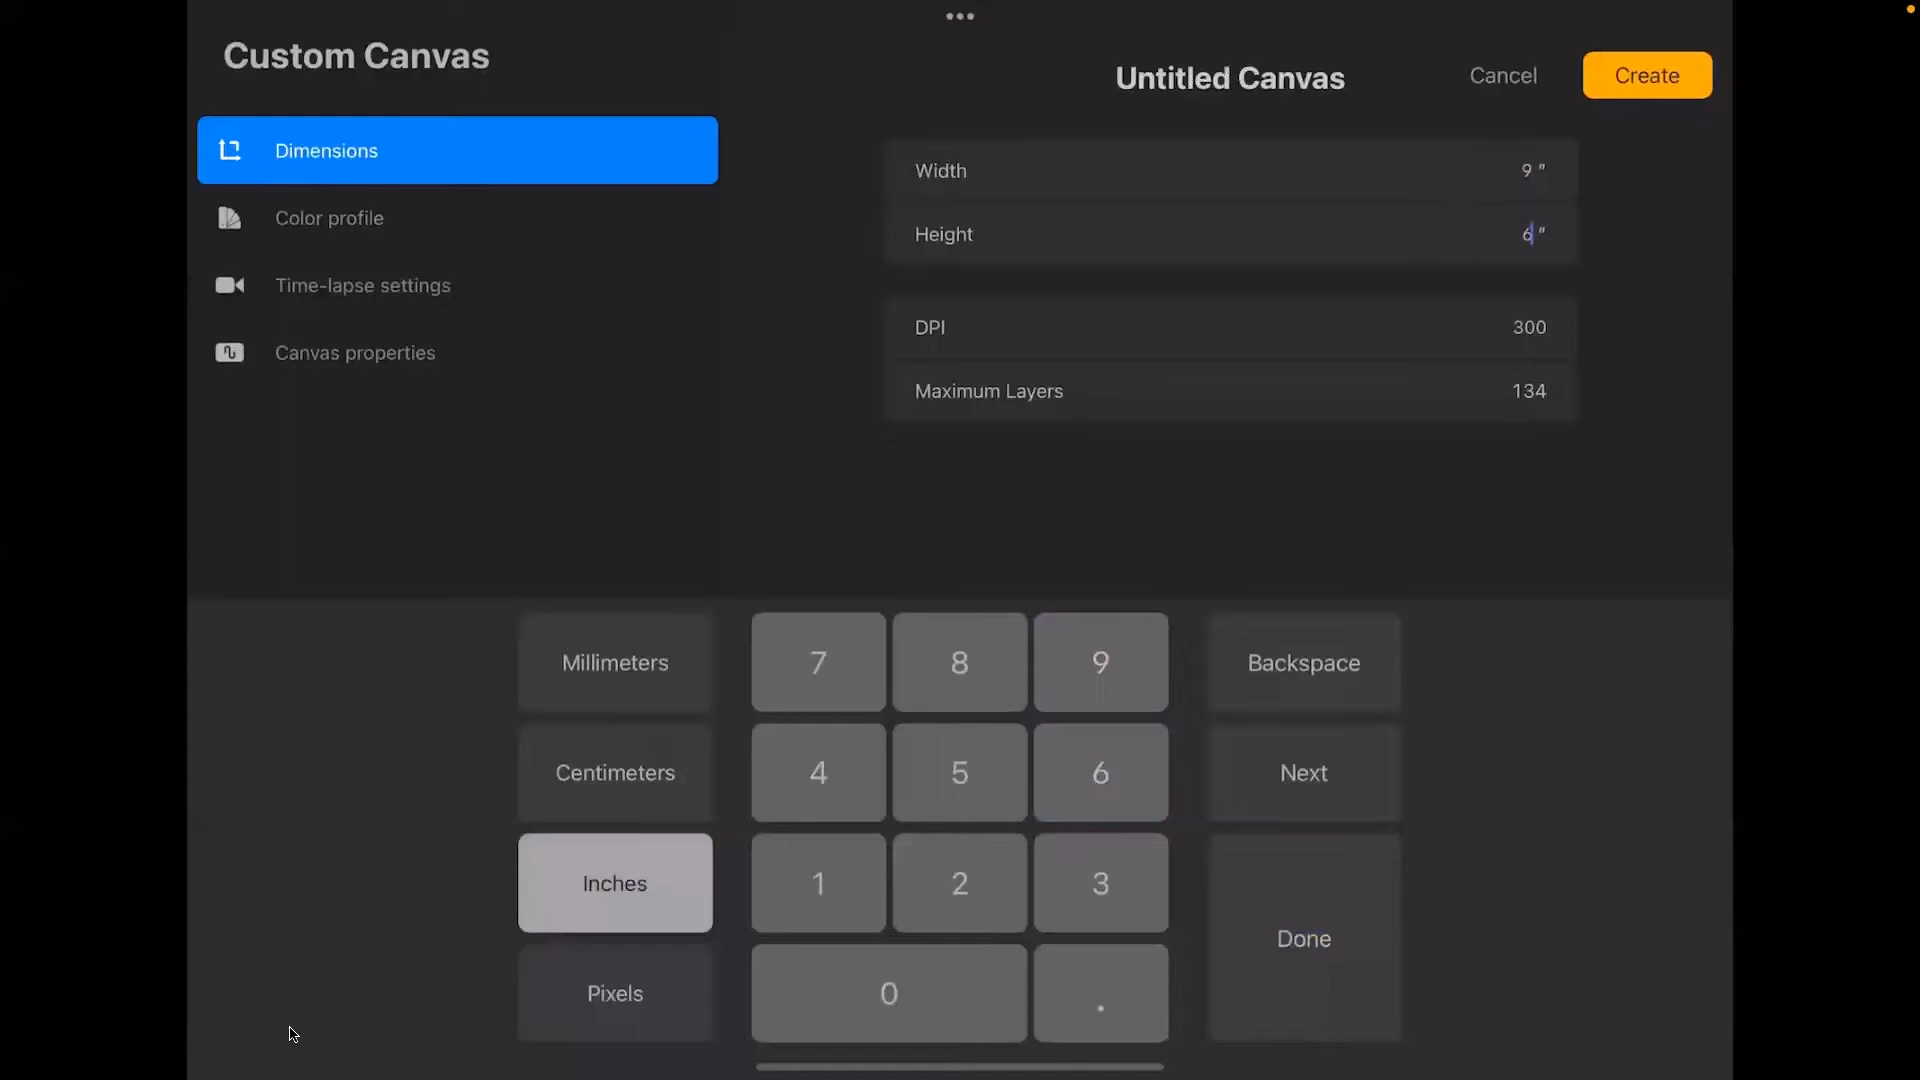 Custom Canvas
Dimensions
Color profile
Time-lapse settings
Canvas properties
Untitled Canvas
Cancel
Create
Width 9 "
Height 6 "
DPI 300
Maximum Layers 134
Millimeters 7 8 9 Backspace
Centimeters 4 5 6 Next
Inches 1 2 3
Done
Pixels 0 .